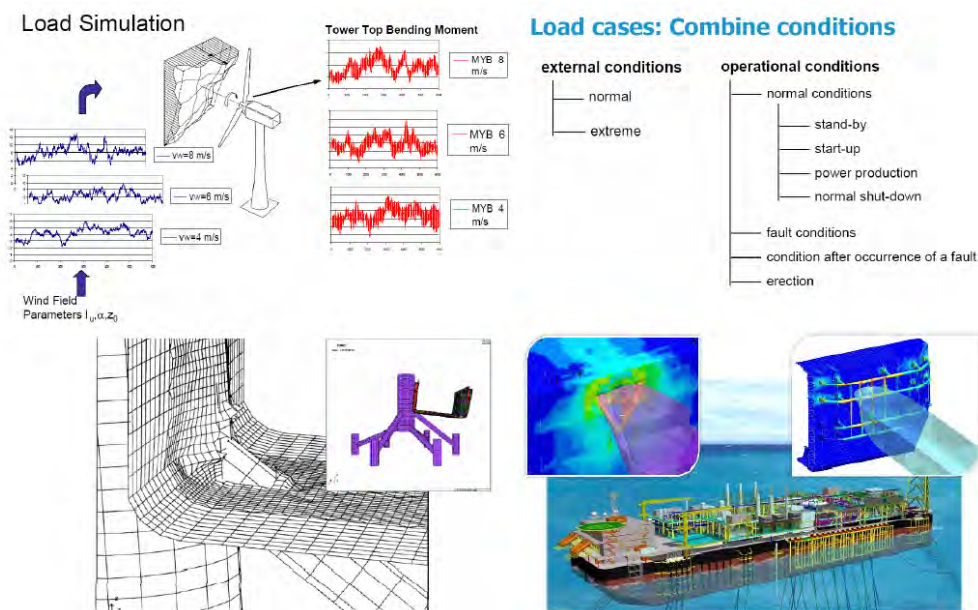 Load Simulation
Tower Top Bending Moment
MYB 8
m/s
MYB 6
m/s
MYB 4
m/s
vw=8 m/s
vw=6 m/s
vw=4 m/s
Wind Field
Parameters Iu,α,z0
Load cases: Combine conditions
external conditions
normal
extreme
operational conditions
normal conditions
stand-by
start-up
power production
normal shut-down
fault conditions
condition after occurrence of a fault
erection